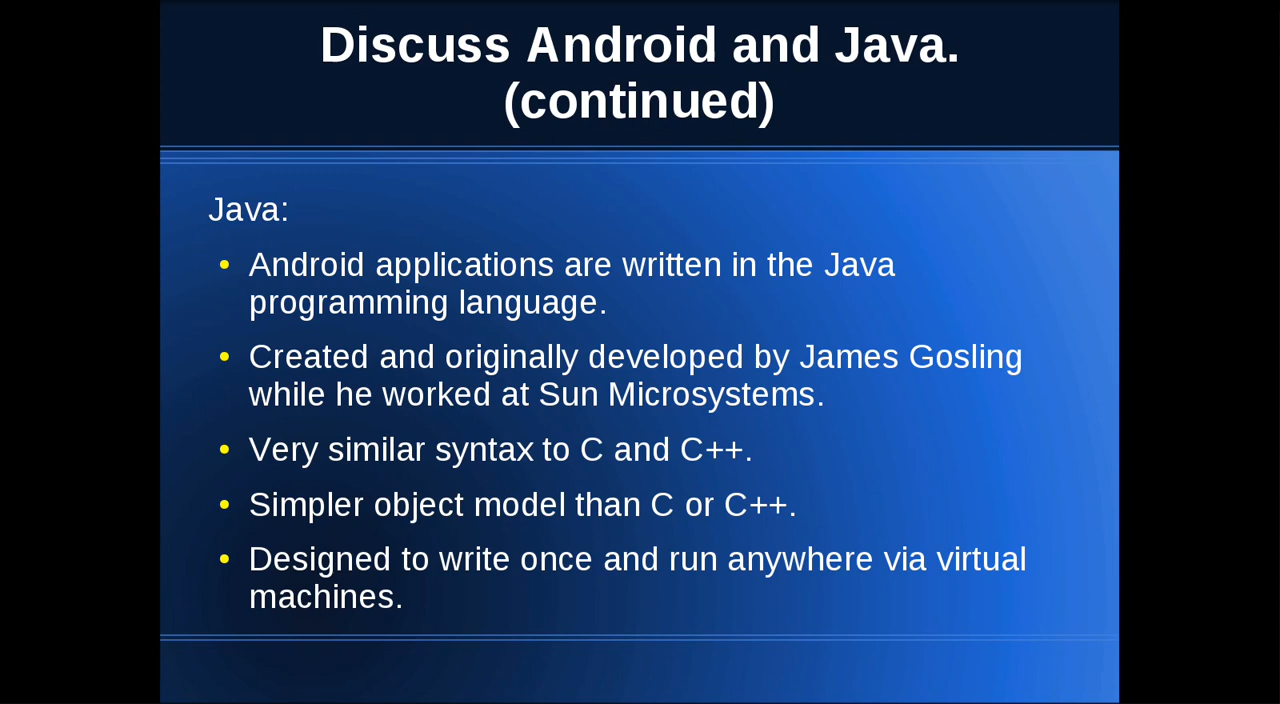 Discuss Android and Java.
(continued)
Java:
• Android applications are written in the Java
programming language.
• Created and originally developed by James Gosling
while he worked at Sun Microsystems.
• Very similar syntax to C and C++.
• Simpler object model than C or C++.
• Designed to write once and run anywhere via virtual
machines.